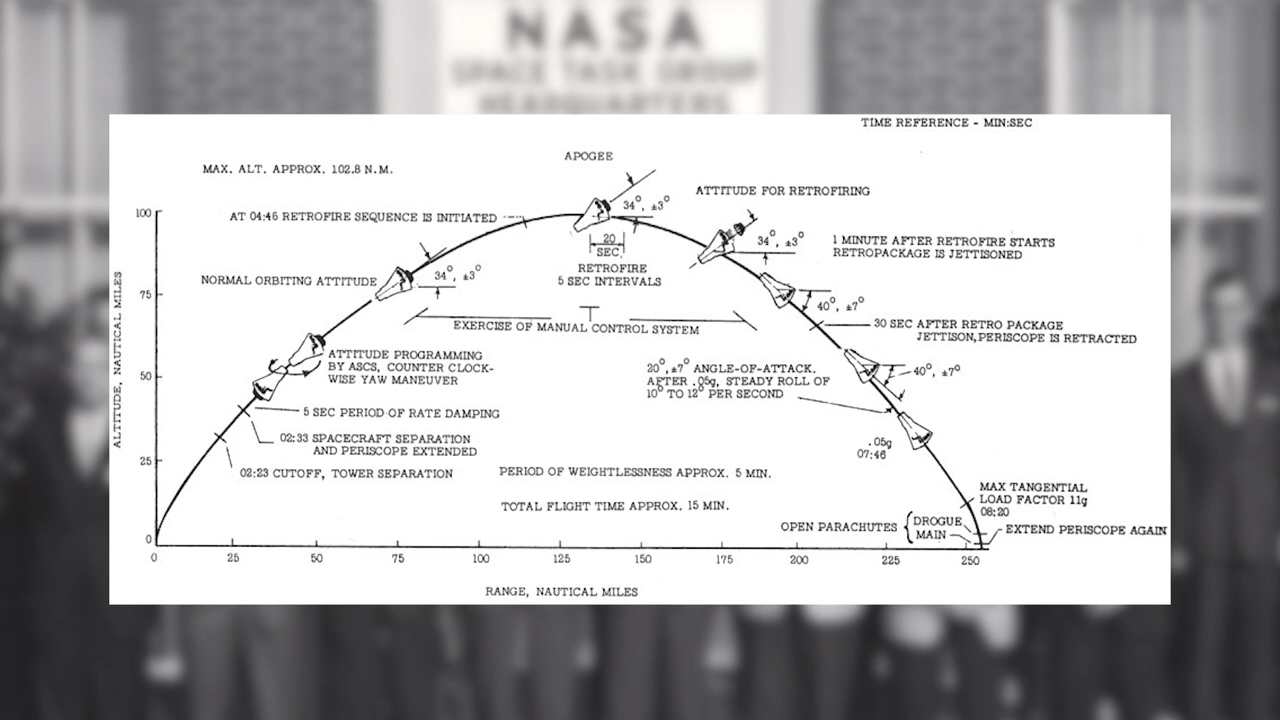 NASA
SPACE TASK GROUP
HEADQUARTERS
TIME REFERENCE - MIN:SEC
APOGEE
MAX. ALT. APPROX. 102.8 N.M.
ATTITUDE FOR RETROFIRING
34°, ±3°
AT 04:46 RETROFIRE SEQUENCE IS INITIATED
20
SEC.
34°, ±3°
1 MINUTE AFTER RETROFIRE STARTS
RETROPACKAGE IS JETTISONED
RETROFIRE
5 SEC INTERVALS
NORMAL ORBITING ATTITUDE
34°, ±3°
40°, ±7°
EXERCISE OF MANUAL CONTROL SYSTEM
30 SEC AFTER RETRO PACKAGE
JETTISON, PERISCOPE IS RETRACTED
ATTITUDE PROGRAMMING
BY ASCS, COUNTER CLOCK-
WISE YAW MANEUVER
20°, ±7° ANGLE-OF-ATTACK.
AFTER .05g, STEADY ROLL OF
10° TO 12° PER SECOND
40°, ±7°
5 SEC PERIOD OF RATE DAMPING
02:33 SPACECRAFT SEPARATION
AND PERISCOPE EXTENDED
.05g
07:46
02:23 CUTOFF, TOWER SEPARATION
PERIOD OF WEIGHTLESSNESS APPROX. 5 MIN.
MAX TANGENTIAL
LOAD FACTOR 11g
08:20
TOTAL FLIGHT TIME APPROX. 15 MIN.
OPEN PARACHUTES { DROGUE
MAIN
EXTEND PERISCOPE AGAIN
ALTITUDE, NAUTICAL MILES
100
75
50
25
0
0 25 50 75 100 125 150 175 200 225 250
RANGE, NAUTICAL MILES